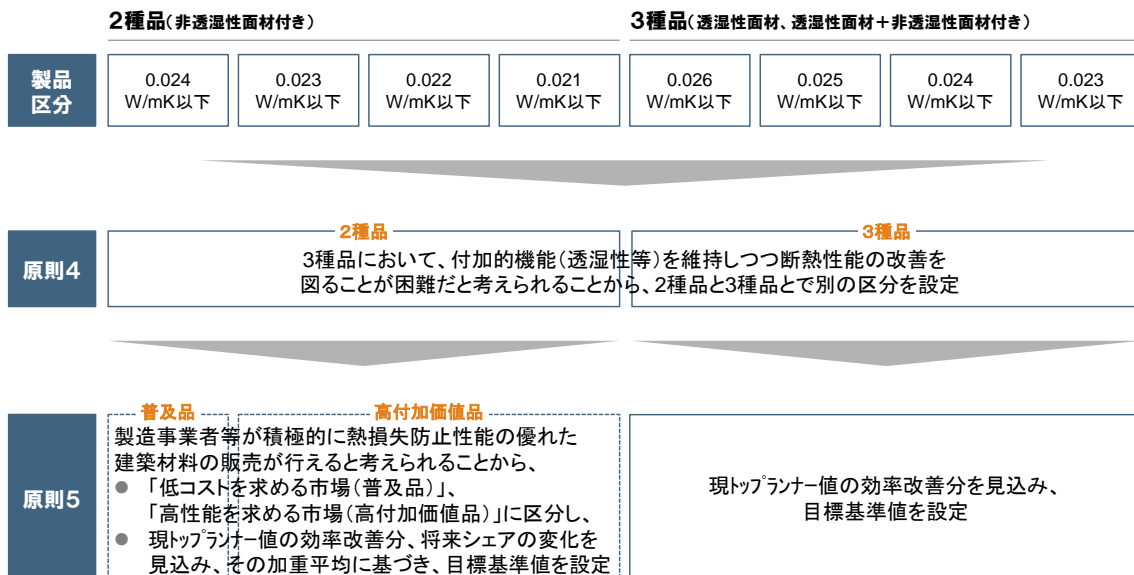 2種品（非透湿性面材付き）
3種品（透湿性面材、透湿性面材＋非透湿性面材付き）
製品
区分
0.024
W/mK以下
0.023
W/mK以下
0.022
W/mK以下
0.021
W/mK以下
0.026
W/mK以下
0.025
W/mK以下
0.024
W/mK以下
0.023
W/mK以下
原則4
2種品
3種品
3種品において、付加的機能（透湿性等）を維持しつつ断熱性能の改善を
図ることが困難だと考えられることから、2種品と3種品とで別の区分を設定
原則5
普及品
高付加価値品
製造事業者等が積極的に熱損失防止性能の優れた
建築材料の販売が行えると考えられることから、
● 「低コストを求める市場（普及品）」、
「高性能を求める市場（高付加価値品）」に区分し、
● 現トップランナー値の効率改善分、将来シェアの変化を
見込み、その加重平均に基づき、目標基準値を設定
現トップランナー値の効率改善分を見込み、
目標基準値を設定